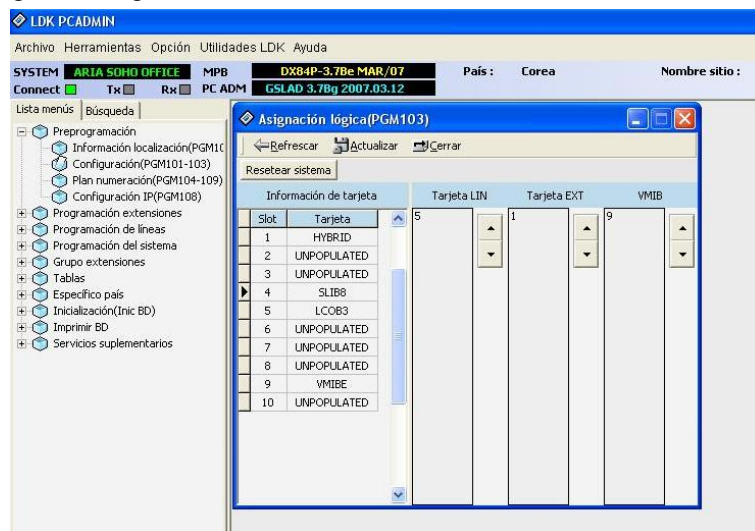 LDK PCADMIN
Archivo Herramientas Opción Utilidades LDK Ayuda
SYSTEM ARIA SOHO OFFICE MPB DX84P-3.7Be MAR/07 País : Corea Nombre sitio :
Connect Tx Rx PC ADM GSLAD 3.7Bg 2007.03.12
Lista menús Búsqueda
Preprogramación
Información localización(PGM1(
Configuración(PGM101-103)
Plan numeración(PGM104-109)
Configuración IP(PGM108)
Programación extensiones
Programación de líneas
Programación del sistema
Grupo extensiones
Tablas
Específico país
Inicialización(Inic BD)
Imprimir BD
Servicios suplementarios
Asignación lógica(PGM103)
Refrescar Actualizar Cerrar
Resetear sistema
Información de tarjeta Tarjeta LIN Tarjeta EXT VMIB
Slot Tarjeta 5 1 9
1 HYBRID
2 UNPOPULATED
3 UNPOPULATED
4 SLIB8
5 LCOB3
6 UNPOPULATED
7 UNPOPULATED
8 UNPOPULATED
9 VMIBE
10 UNPOPULATED